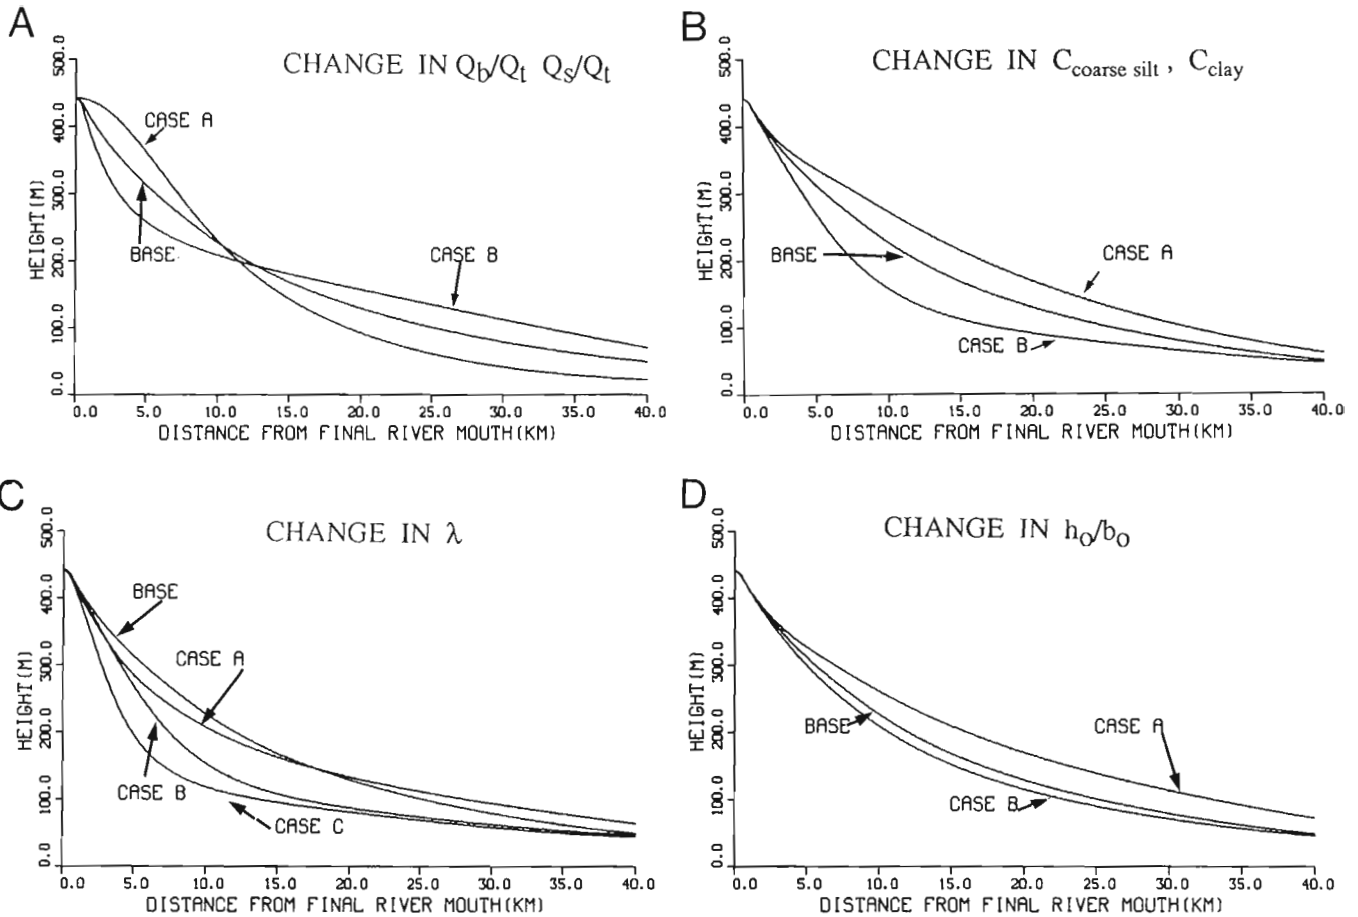 A
CHANGE IN Qb/Qt Qs/Qt
HEIGHT(M)
500.0
400.0
300.0
200.0
100.0
0.0
CASE A
BASE
CASE B
0.0 5.0 10.0 15.0 20.0 25.0 30.0 35.0 40.0
DISTANCE FROM FINAL RIVER MOUTH(KM)
B
CHANGE IN Ccoarse silt , Cclay
HEIGHT(M)
500.0
400.0
300.0
200.0
100.0
0.0
BASE
CASE A
CASE B
0.0 5.0 10.0 15.0 20.0 25.0 30.0 35.0 40.0
DISTANCE FROM FINAL RIVER MOUTH(KM)
C
CHANGE IN λ
HEIGHT(M)
500.0
400.0
300.0
200.0
100.0
0.0
BASE
CASE A
CASE B
CASE C
0.0 5.0 10.0 15.0 20.0 25.0 30.0 35.0 40.0
DISTANCE FROM FINAL RIVER MOUTH(KM)
D
CHANGE IN ho/bo
HEIGHT(M)
500.0
400.0
300.0
200.0
100.0
0.0
BASE
CASE A
CASE B
0.0 5.0 10.0 15.0 20.0 25.0 30.0 35.0 40.0
DISTANCE FROM FINAL RIVER MOUTH(KM)